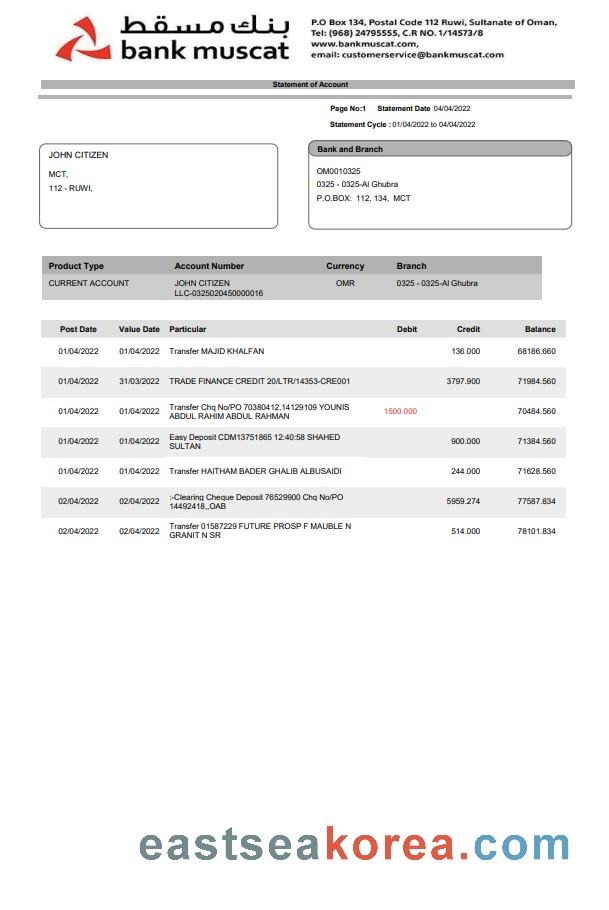 بنك مسقط
bank muscat
P.O Box 134, Postal Code 112 Ruwi, Sultanate of Oman,
Tel: (968) 24795555, C.R NO. 1/14573/8
www.bankmuscat.com,
email: customerservice@bankmuscat.com
Statement of Account
Page No:1 Statement Date 04/04/2022
Statement Cycle : 01/04/2022 to 04/04/2022
JOHN CITIZEN
MCT,
112 - RUWI,
Bank and Branch
OM0010325
0325 - 0325-Al Ghubra
P.O.BOX: 112, 134, MCT
Product Type Account Number Currency Branch
CURRENT ACCOUNT JOHN CITIZEN OMR 0325 - 0325-Al Ghubra
LLC-0325020450000016
Post Date Value Date Particular Debit Credit Balance
01/04/2022 01/04/2022 Transfer MAJID KHALFAN 136.000 68186.660
01/04/2022 31/03/2022 TRADE FINANCE CREDIT 20/LTR/14353-CRE001 3797.900 71984.560
01/04/2022 01/04/2022 Transfer Chq No/PO 70380412,14129109 YOUNIS 1500.000 70484.560
ABDUL RAHIM ABDUL RAHMAN
01/04/2022 01/04/2022 Easy Deposit CDM13751865 12:40:58 SHAHED 900.000 71384.560
SULTAN
01/04/2022 01/04/2022 Transfer HAITHAM BADER GHALIB ALBUSAIDI 244.000 71628.560
02/04/2022 02/04/2022 :-Clearing Cheque Deposit 76529900 Chq No/PO 5959.274 77587.834
14492418,,OAB
02/04/2022 02/04/2022 Transfer 01587229 FUTURE PROSP F MAUBLE N 514.000 78101.834
GRANIT N SR
eastseakorea.com